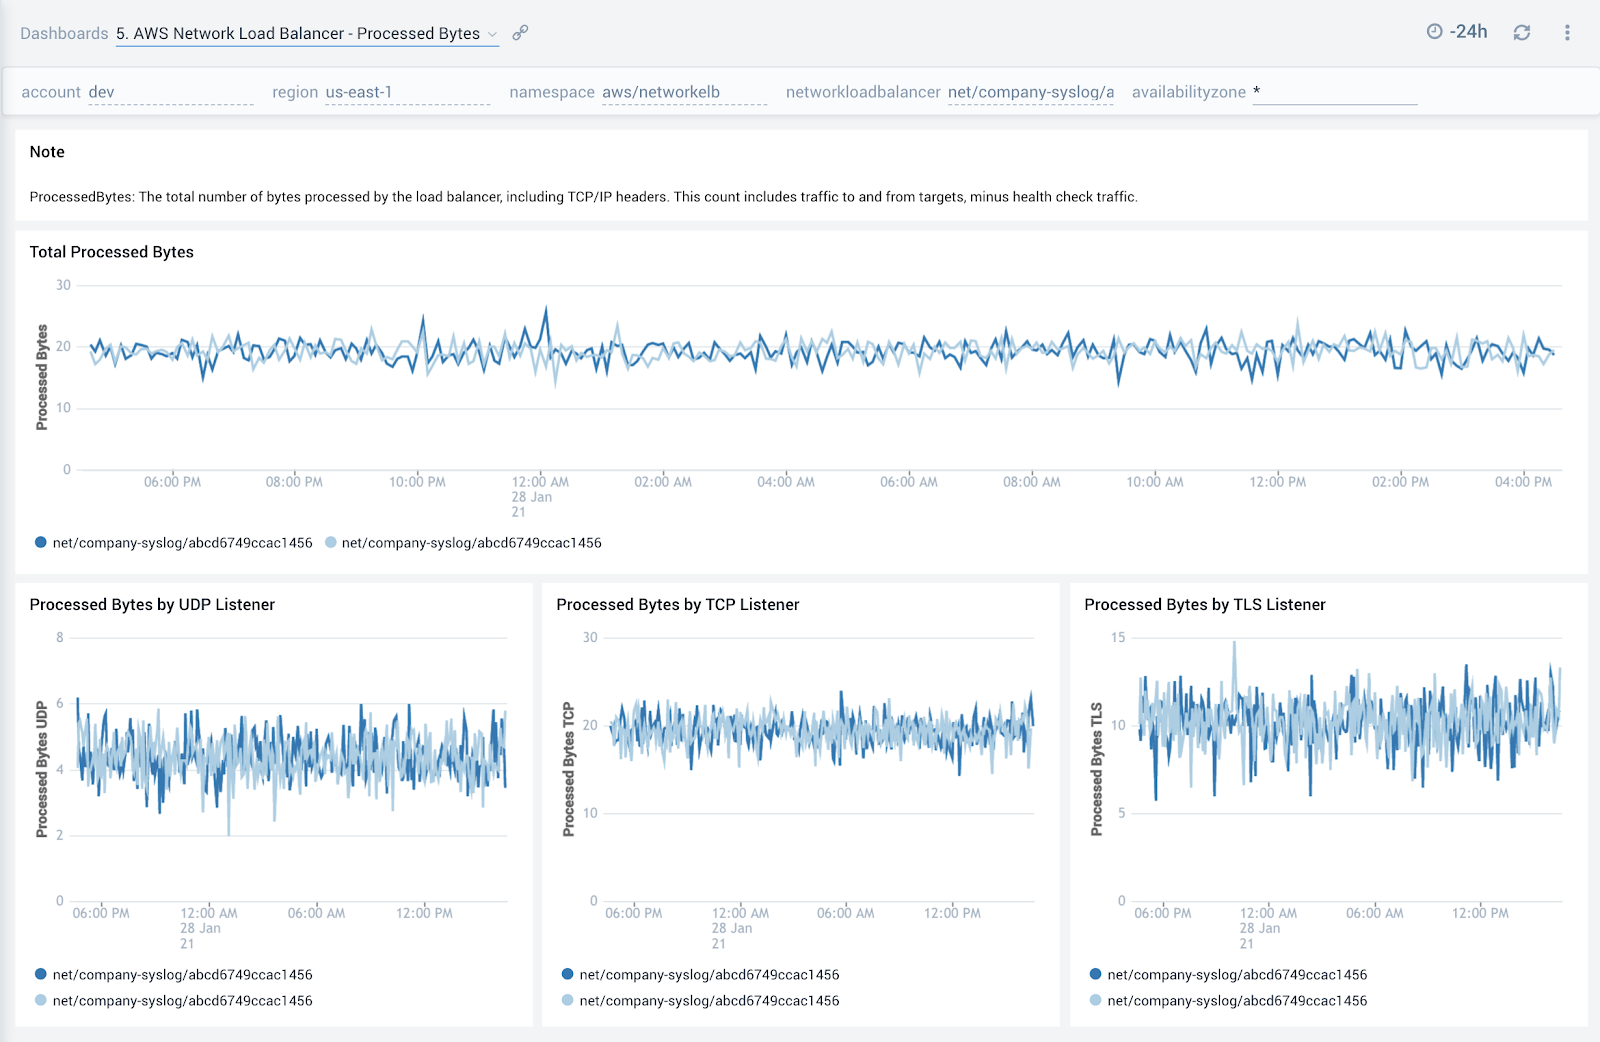 Dashboards 5. AWS Network Load Balancer - Processed Bytes
-24h
account dev region us-east-1 namespace aws/networkelb networkloadbalancer net/company-syslog/a availabilityzone *
Note
ProcessedBytes: The total number of bytes processed by the load balancer, including TCP/IP headers. This count includes traffic to and from targets, minus health check traffic.
Total Processed Bytes
Processed Bytes
30
20
10
0
06:00 PM 08:00 PM 10:00 PM 12:00 AM 02:00 AM 04:00 AM 06:00 AM 08:00 AM 10:00 AM 12:00 PM 02:00 PM 04:00 PM
28 Jan
21
net/company-syslog/abcd6749ccac1456 net/company-syslog/abcd6749ccac1456
Processed Bytes by UDP Listener
Processed Bytes UDP
8
6
4
2
0
06:00 PM 12:00 AM 06:00 AM 12:00 PM
28 Jan
21
net/company-syslog/abcd6749ccac1456
net/company-syslog/abcd6749ccac1456
Processed Bytes by TCP Listener
Processed Bytes TCP
30
20
10
0
06:00 PM 12:00 AM 06:00 AM 12:00 PM
28 Jan
21
net/company-syslog/abcd6749ccac1456
net/company-syslog/abcd6749ccac1456
Processed Bytes by TLS Listener
Processed Bytes TLS
15
10
5
0
06:00 PM 12:00 AM 06:00 AM 12:00 PM
28 Jan
21
net/company-syslog/abcd6749ccac1456
net/company-syslog/abcd6749ccac1456